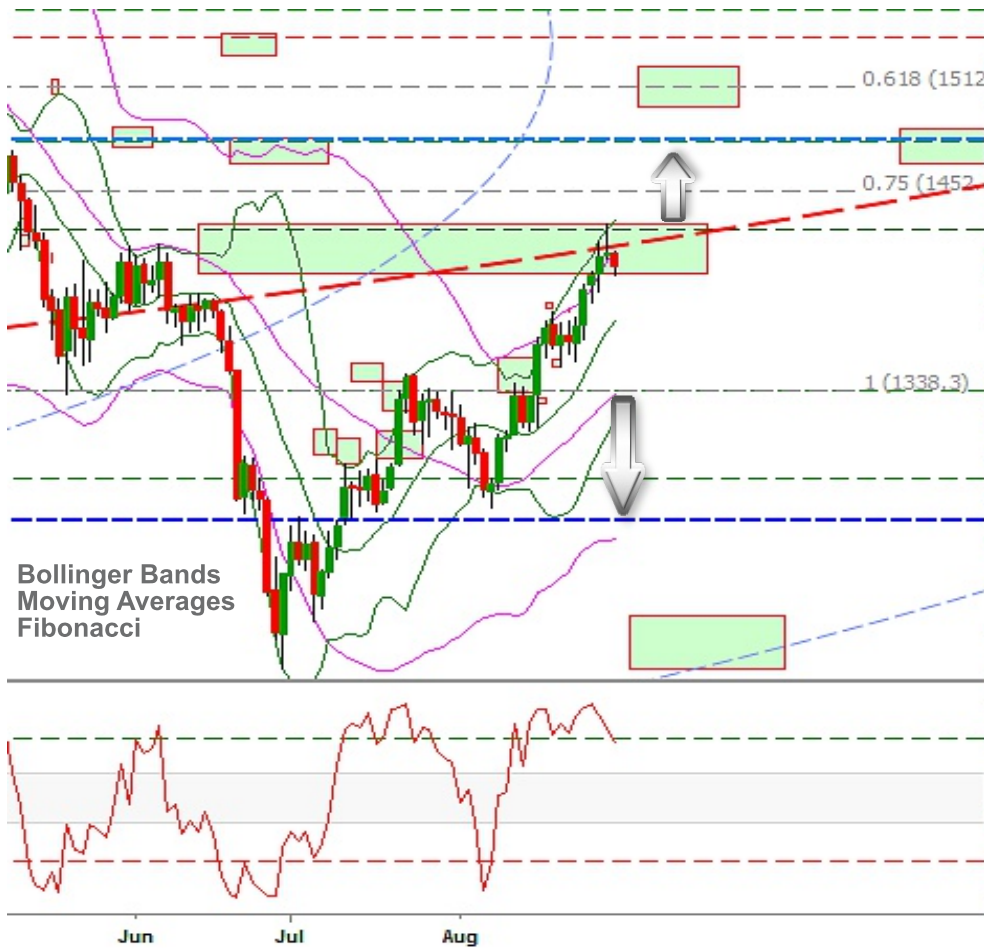 0.618 (1512
0.75 (1452
1 (1338.3)
Bollinger Bands
Moving Averages
Fibonacci
Jun Jul Aug